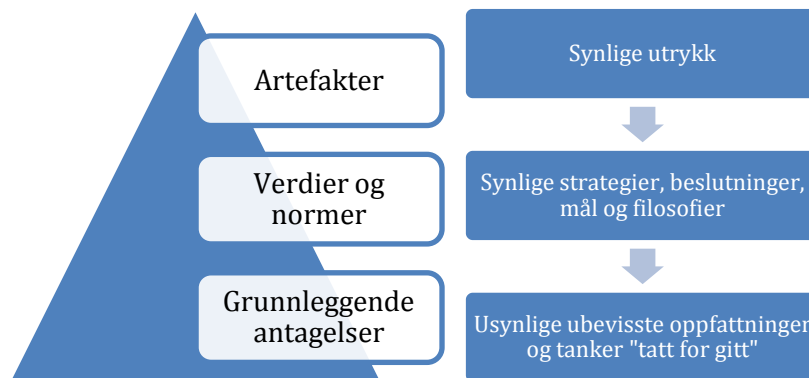 Artefakter
Synlige utrykk
Verdier og
normer
Synlige strategier, beslutninger,
mål og filosofier
Grunnleggende
antagelser
Usynlige ubevisste oppfattninger
og tanker "tatt for gitt"